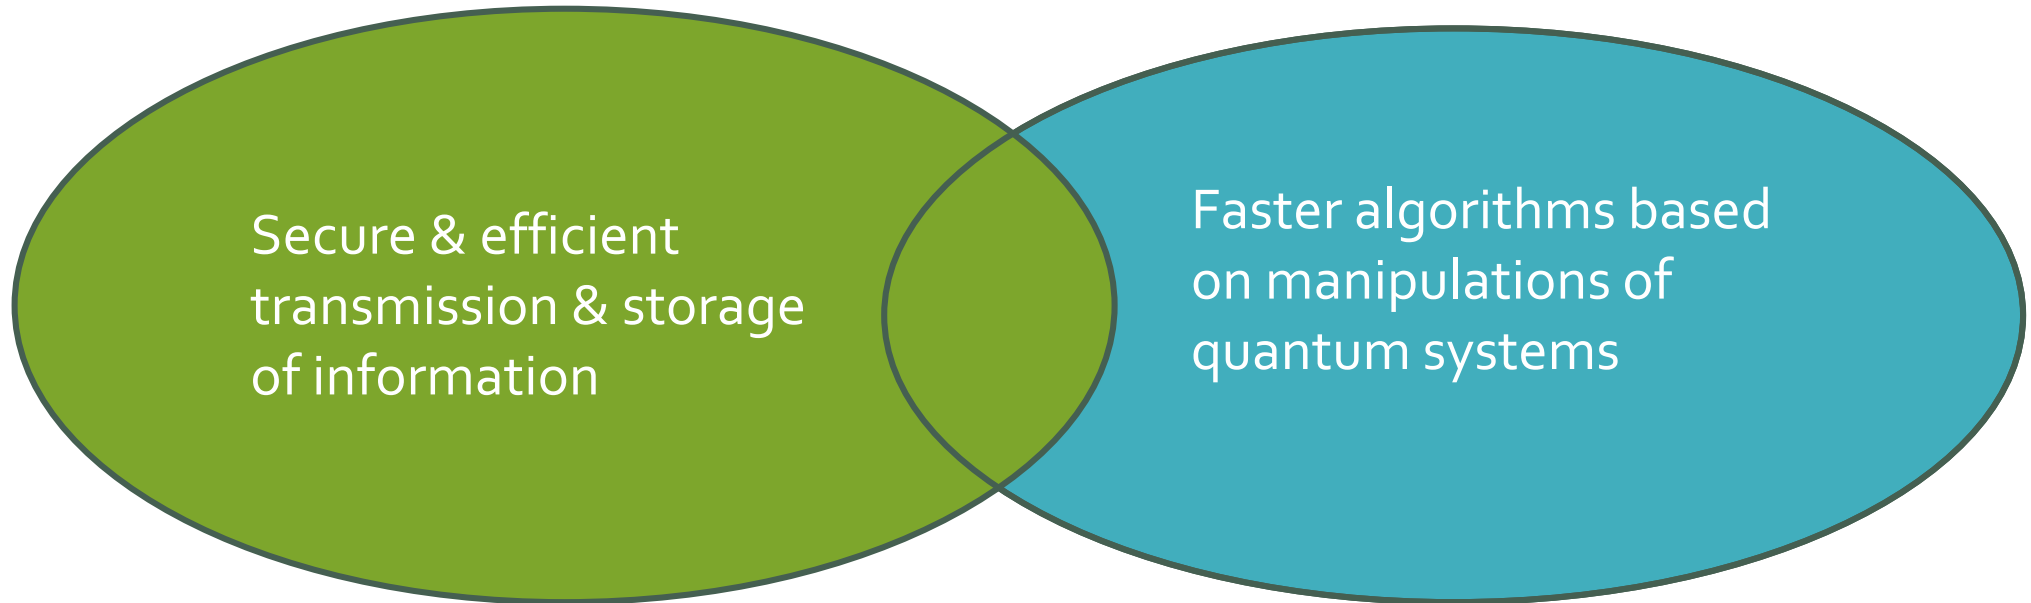 Secure & efficient
transmission & storage
of information
Faster algorithms based
on manipulations of
quantum systems